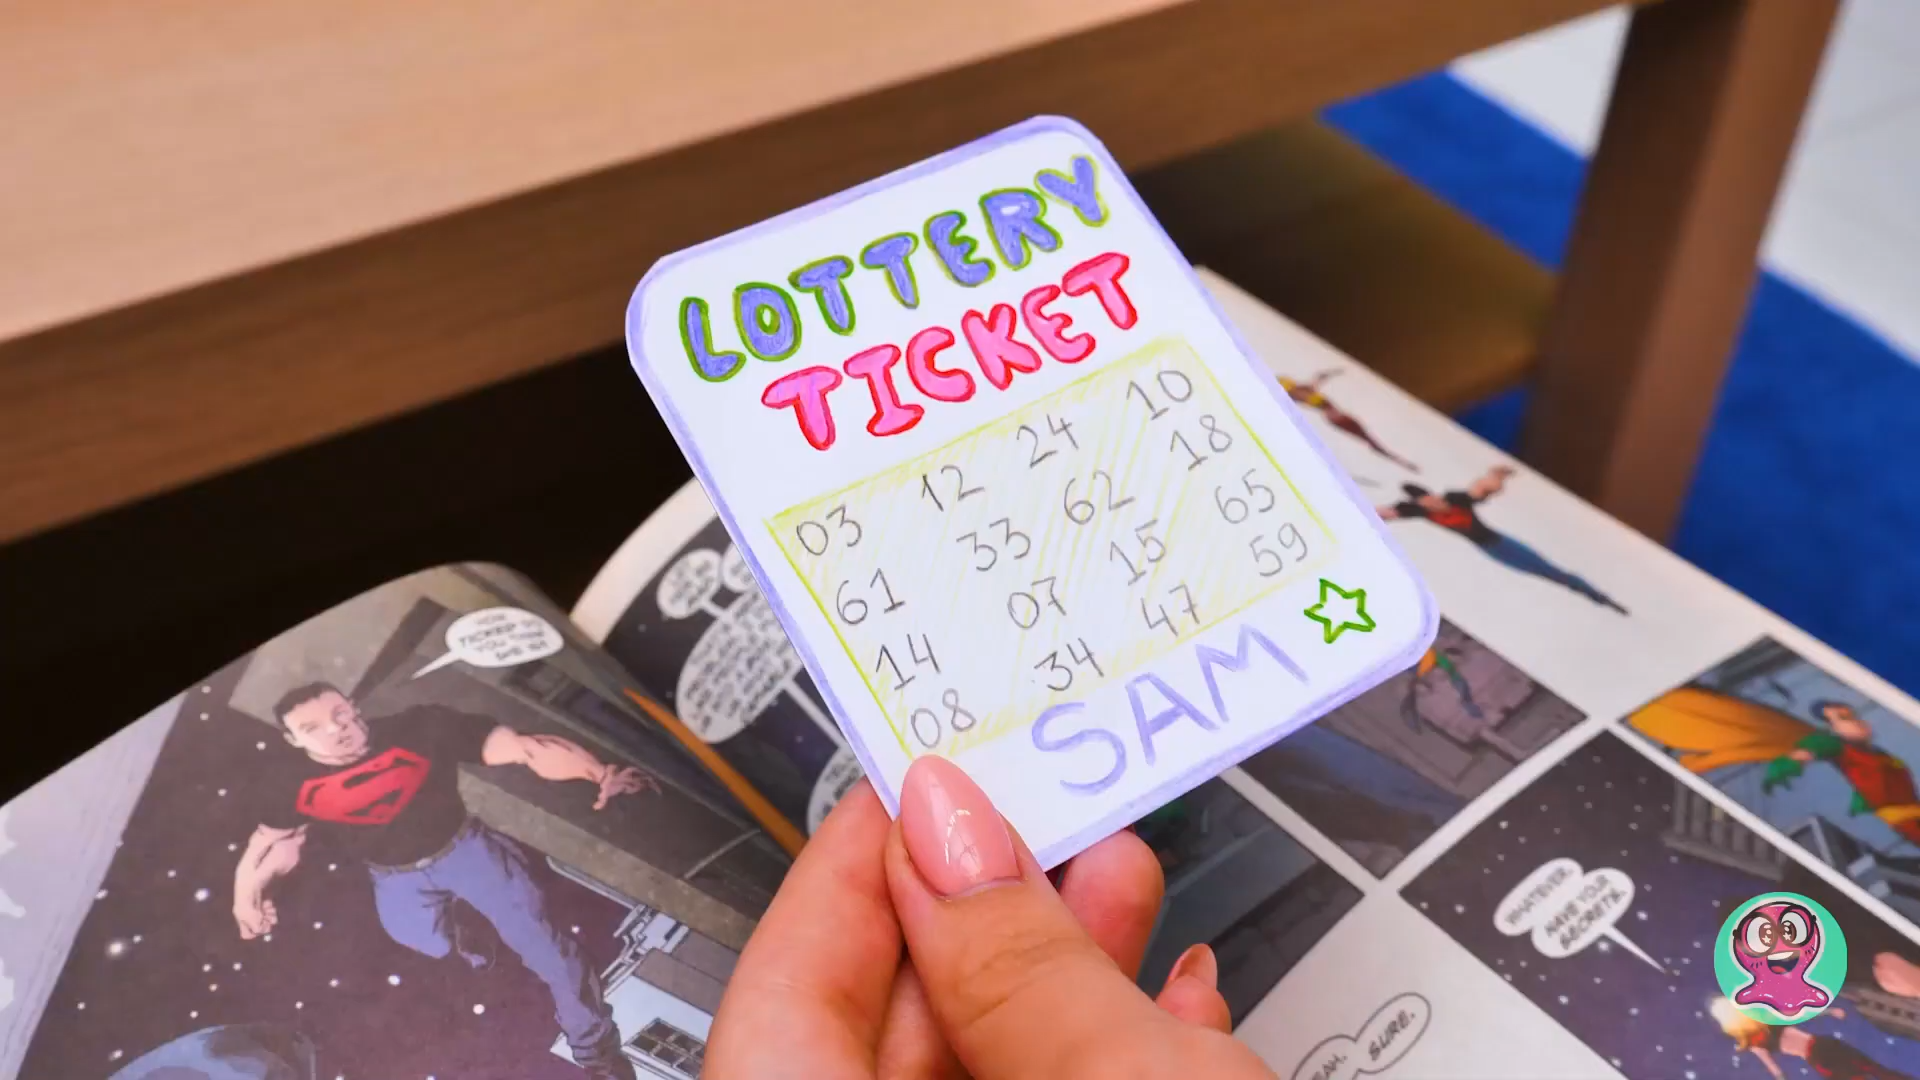 LOTTERY
TICKET
03 12 24 10
61 33 62 18
14 07 15 65
08 34 47 59
SAM
WHATEVER.
HAVE YOUR
SECRETS.
SURE.